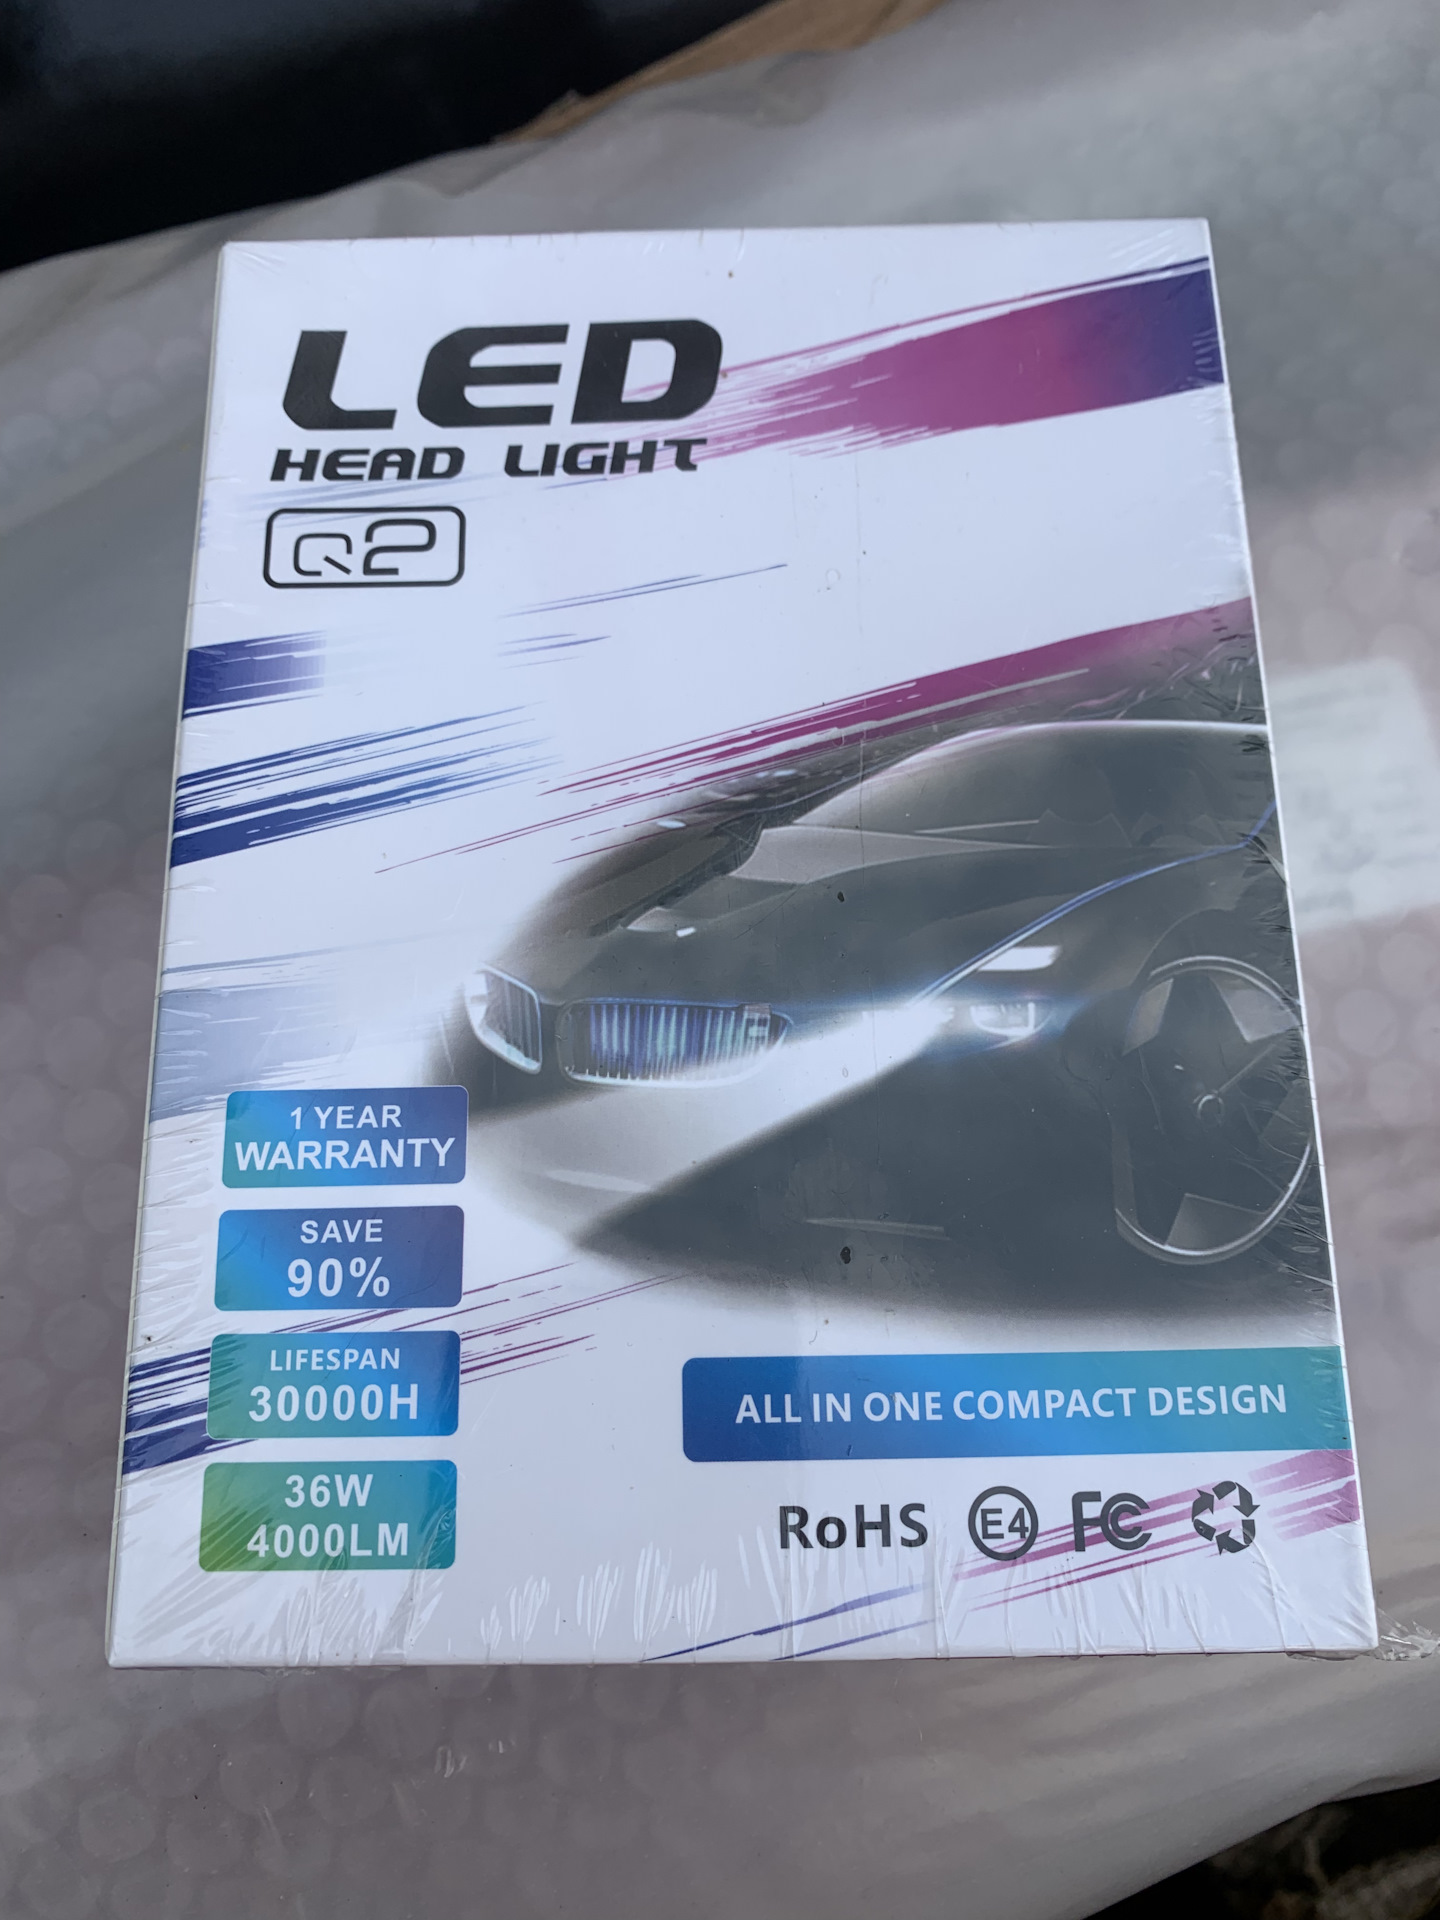 LED
HEAD LIGHT
Q2
1 YEAR
WARRANTY
SAVE
90%
LIFESPAN
30000H
36W
4000LM
ALL IN ONE COMPACT DESIGN
RoHS E4 FC